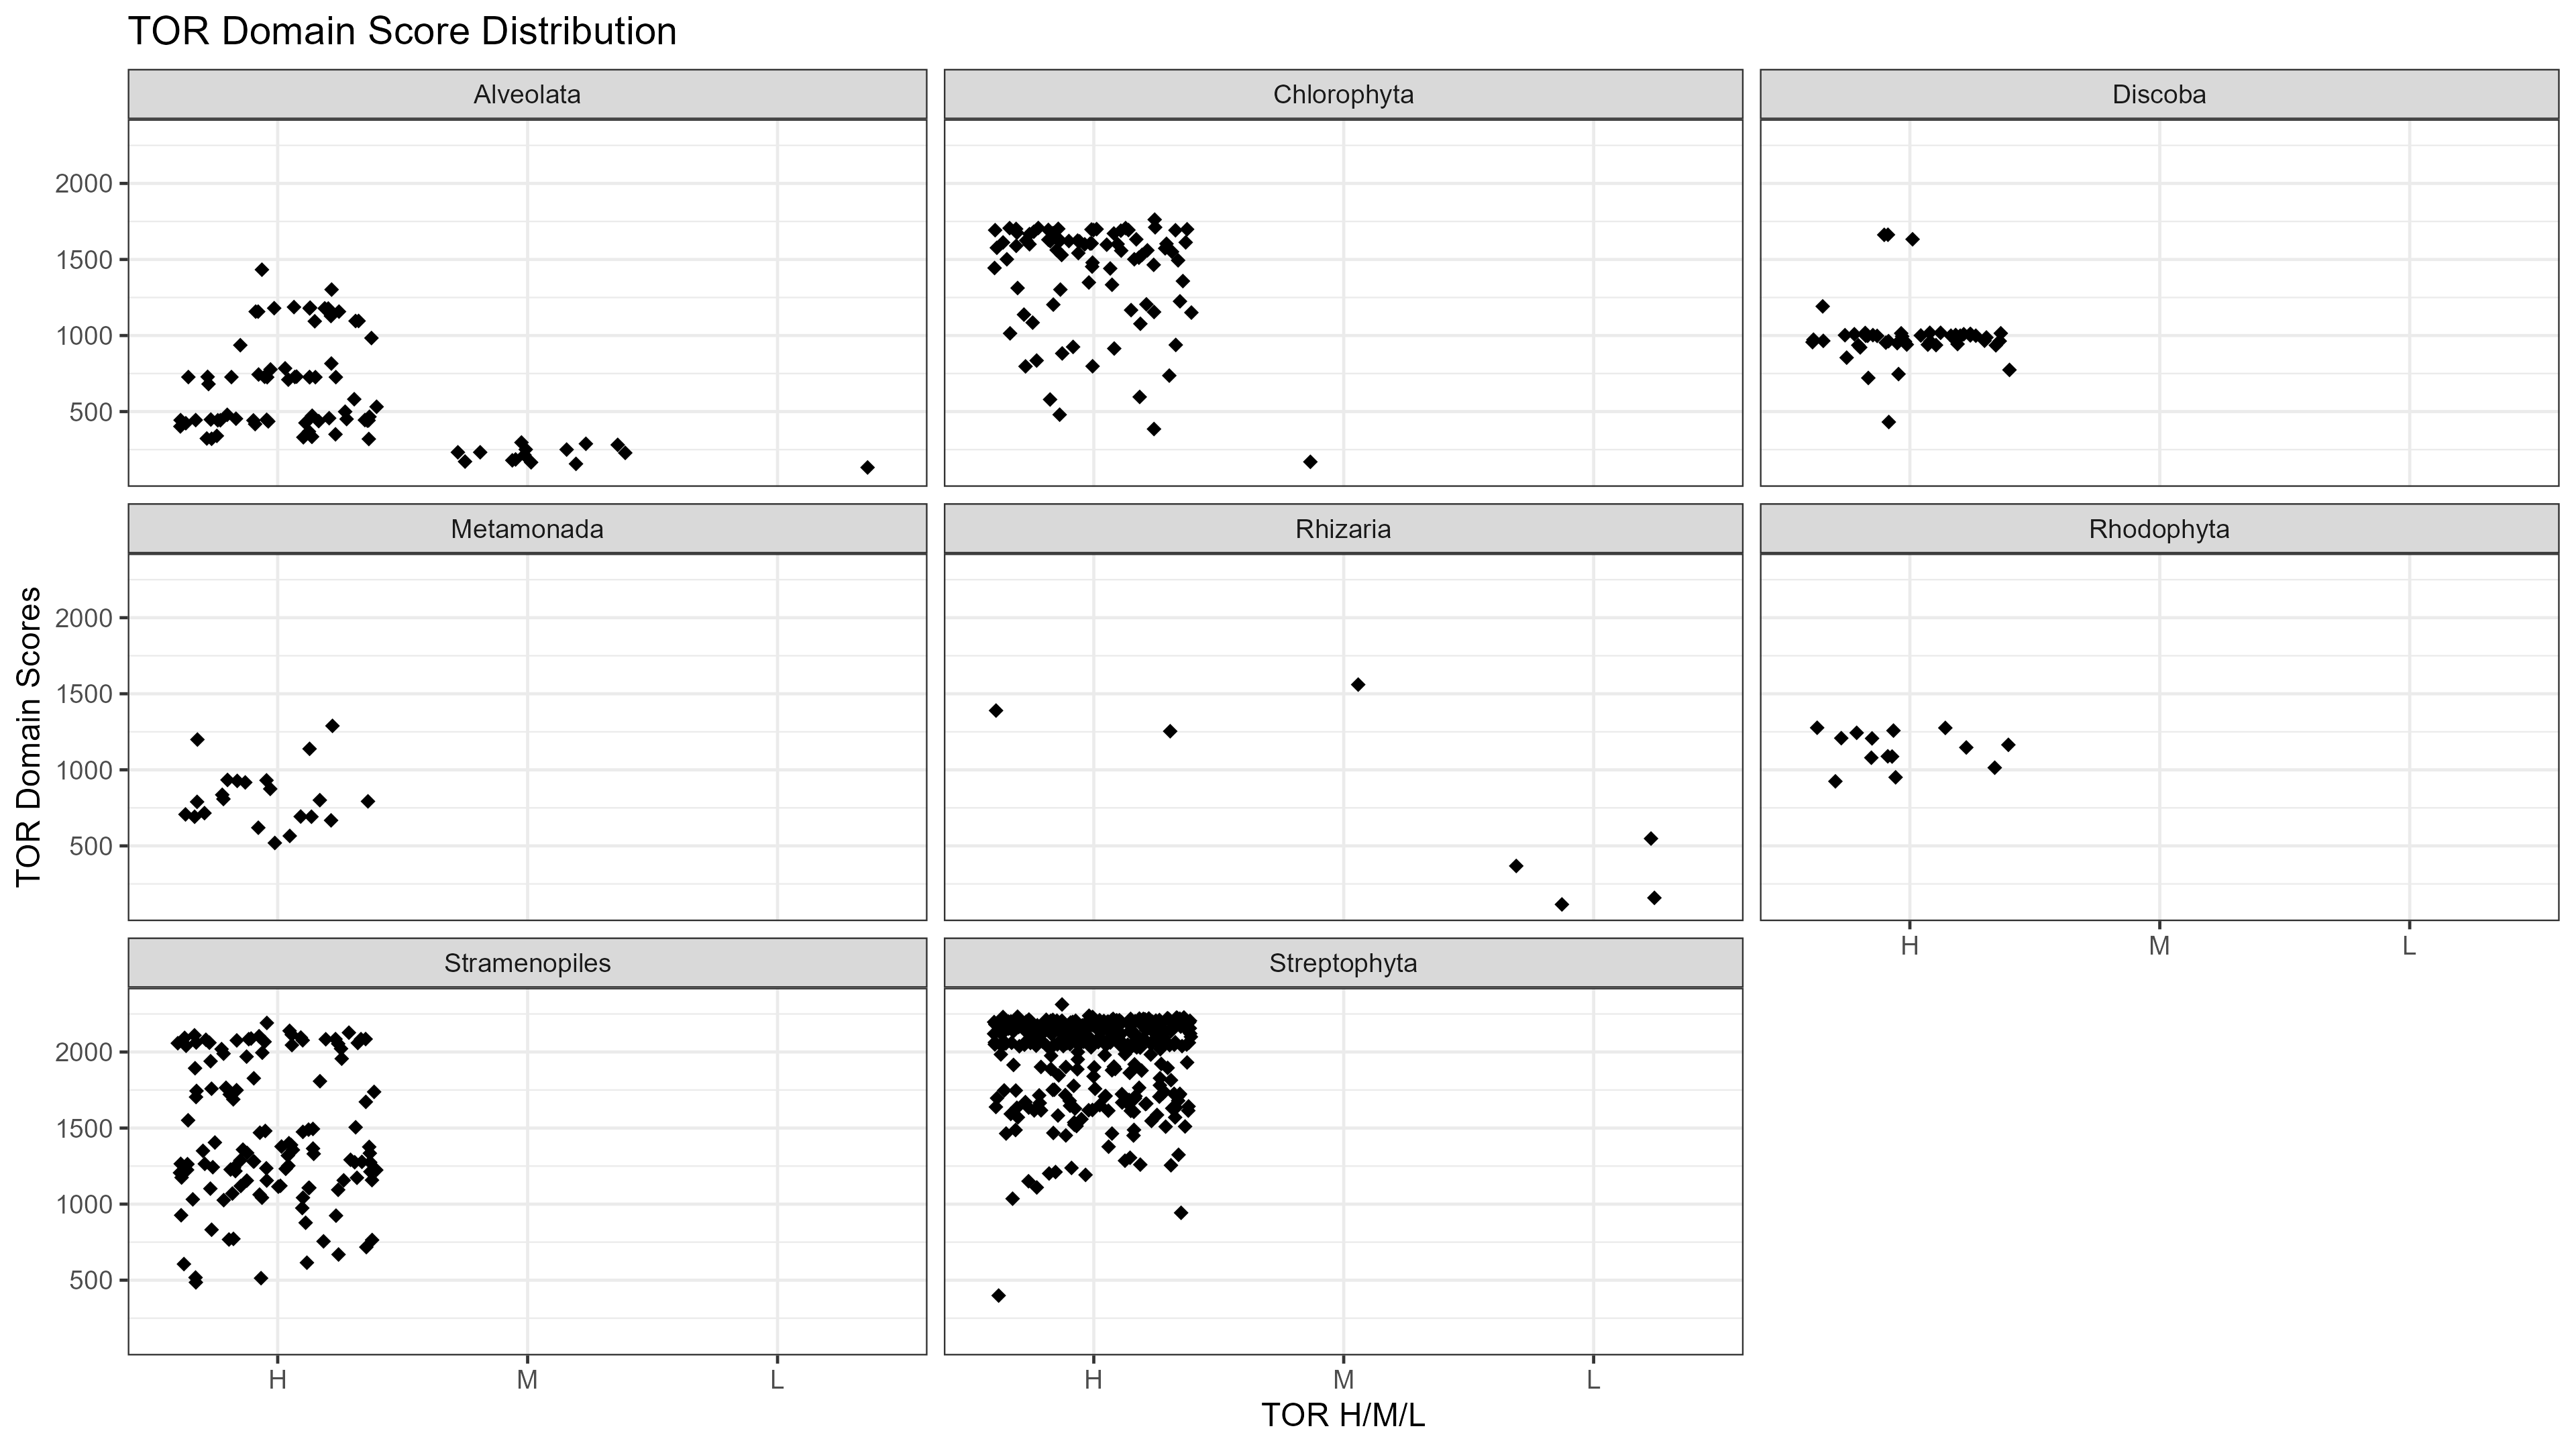 TOR Domain Score Distribution
Alveolata
Chlorophyta
Discoba
2000
1500
1000
500
Metamonada
Rhizaria
Rhodophyta
TOR Domain Scores
2000
1500
1000
500
H M L
Stramenopiles
Streptophyta
2000
1500
1000
500
H M L
H M L
TOR H/M/L